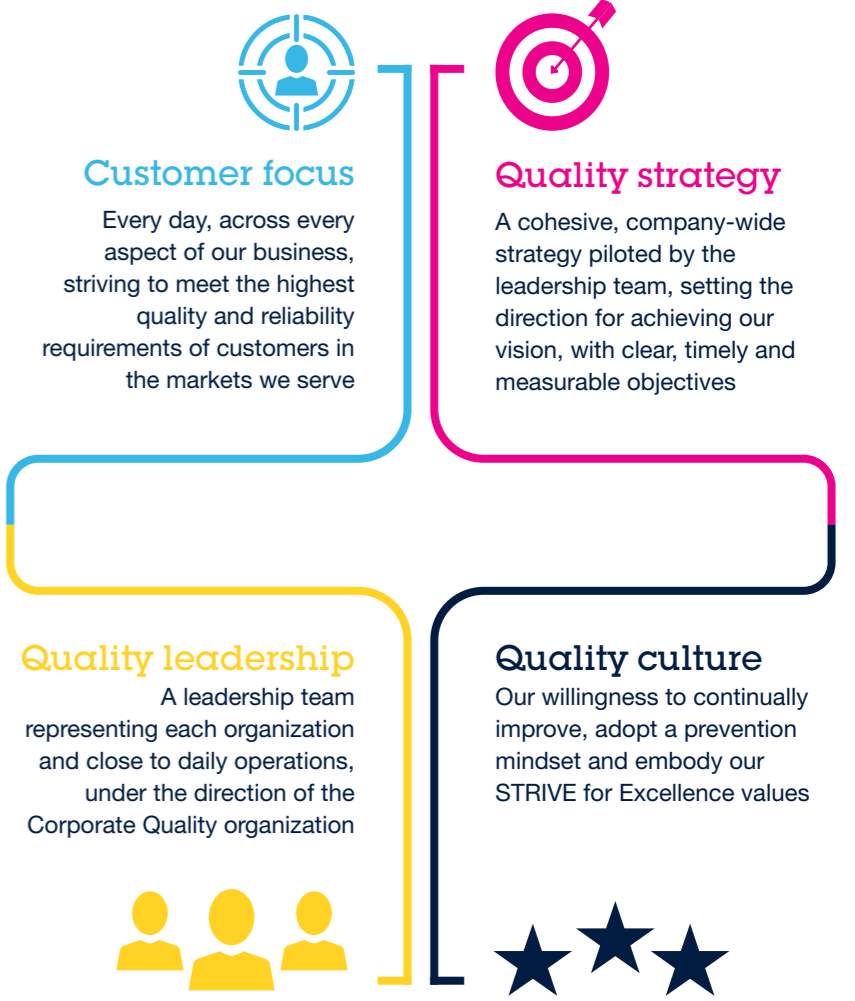 Customer focus
Every day, across every
aspect of our business,
striving to meet the highest
quality and reliability
requirements of customers in
the markets we serve
Quality strategy
A cohesive, company-wide
strategy piloted by the
leadership team, setting the
direction for achieving our
vision, with clear, timely and
measurable objectives
Quality leadership
A leadership team
representing each organization
and close to daily operations,
under the direction of the
Corporate Quality organization
Quality culture
Our willingness to continually
improve, adopt a prevention
mindset and embody our
STRIVE for Excellence values